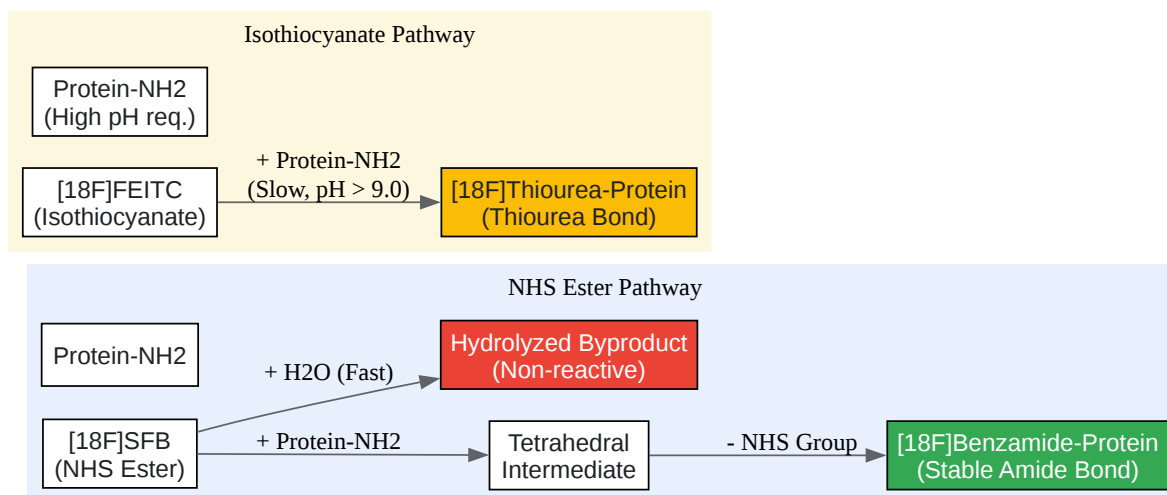 Isothiocyanate Pathway
Protein-NH2
(High pH req.)
[18F]FEITC
(Isothiocyanate)
+ Protein-NH2
(Slow, pH > 9.0)
[18F]Thiourea-Protein
(Thiourea Bond)
NHS Ester Pathway
Protein-NH2
+ H2O (Fast)
Hydrolyzed Byproduct
(Non-reactive)
[18F]SFB
(NHS Ester)
+ Protein-NH2
Tetrahedral
Intermediate
- NHS Group
[18F]Benzamide-Protein
(Stable Amide Bond)